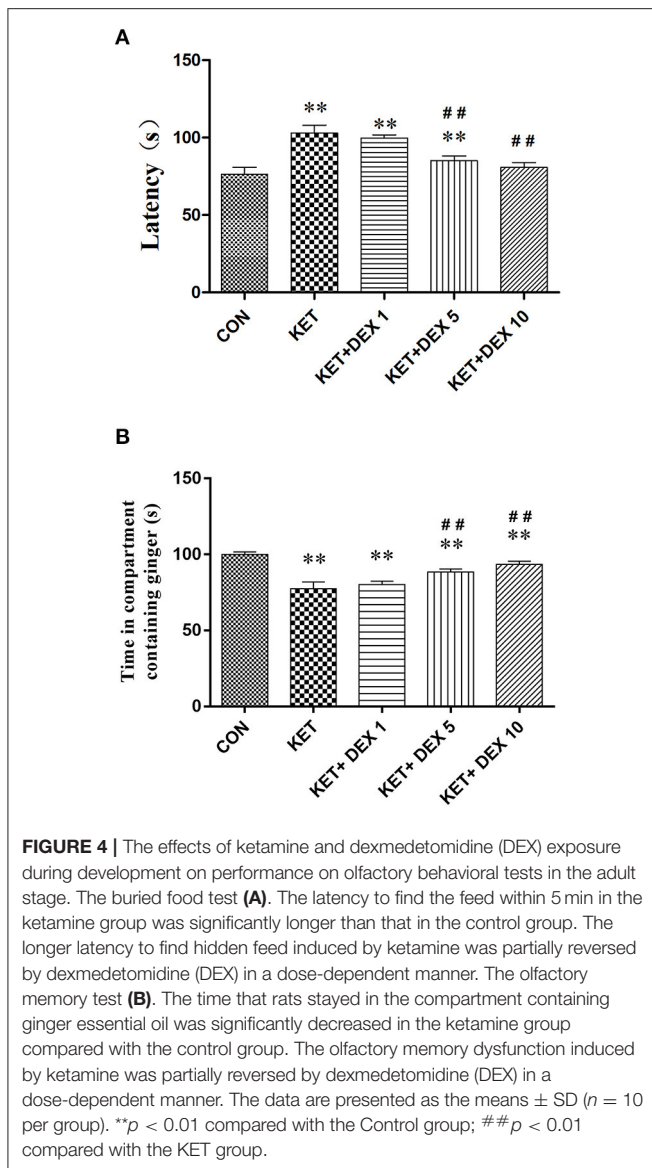 A
150
100
50
0
Latency (s)
**
**
##
**
##
CON
KET
KET+DEX 1
KET+DEX 5
KET+DEX 10
B
150
100
50
0
Time in compartment
containing ginger (s)
**
**
##
**
##
**
CON
KET
KET+ DEX 1
KET+ DEX 5
KET+ DEX 10
FIGURE 4 | The effects of ketamine and dexmedetomidine (DEX) exposure
during development on performance on olfactory behavioral tests in the adult
stage. The buried food test (A). The latency to find the feed within 5 min in the
ketamine group was significantly longer than that in the control group. The
longer latency to find hidden feed induced by ketamine was partially reversed
by dexmedetomidine (DEX) in a dose-dependent manner. The olfactory
memory test (B). The time that rats stayed in the compartment containing
ginger essential oil was significantly decreased in the ketamine group
compared with the control group. The olfactory memory dysfunction induced
by ketamine was partially reversed by dexmedetomidine (DEX) in a
dose-dependent manner. The data are presented as the means ± SD (n = 10
per group). **p < 0.01 compared with the Control group; ##p < 0.01
compared with the KET group.